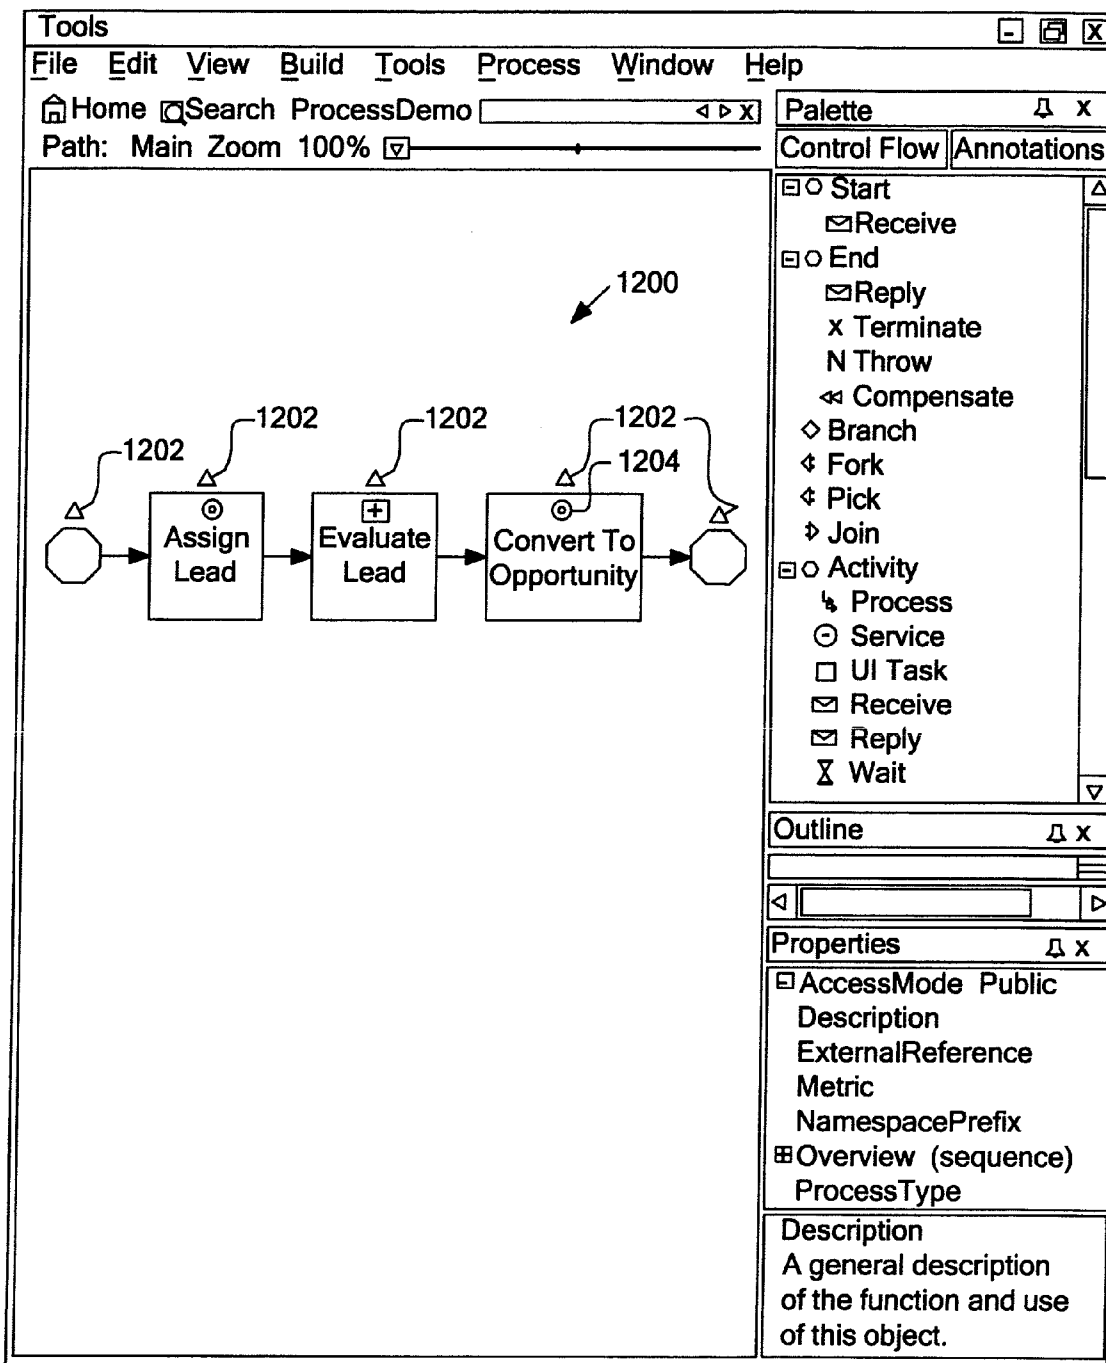 Tools
File Edit View Build Tools Process Window Help
Home Search ProcessDemo X
Path: Main Zoom 100%
1200
1202
1202
1202
1202
1204
Assign
Lead
Evaluate
Lead
Convert To
Opportunity
Palette X
Control Flow Annotations
Start
Receive
End
Reply
X Terminate
N Throw
Compensate
Branch
Fork
Pick
Join
Activity
Process
Service
UI Task
Receive
Reply
Wait
Outline X
Properties X
AccessMode Public
Description
ExternalReference
Metric
NamespacePrefix
Overview (sequence)
ProcessType
Description
A general description
of the function and use
of this object.